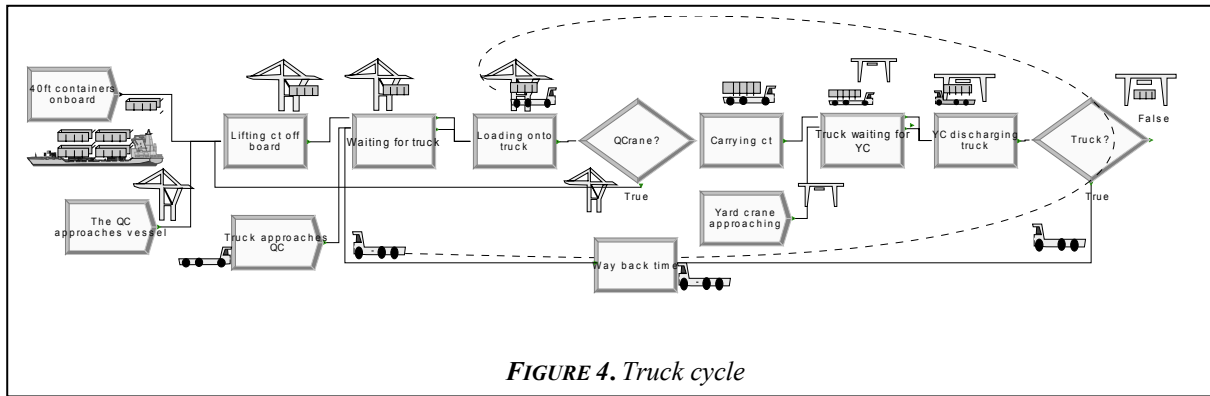 40ft containers
onboard
Lifting ct off
board
Waiting for truck
Loading onto
truck
QCrane?
True
Carrying ct
Truck waiting for
YC
YC discharging
truck
Truck?
False
True
The QC
approaches vessel
Truck approaches
QC
Yard crane
approaching
Way back time
FIGURE 4. Truck cycle